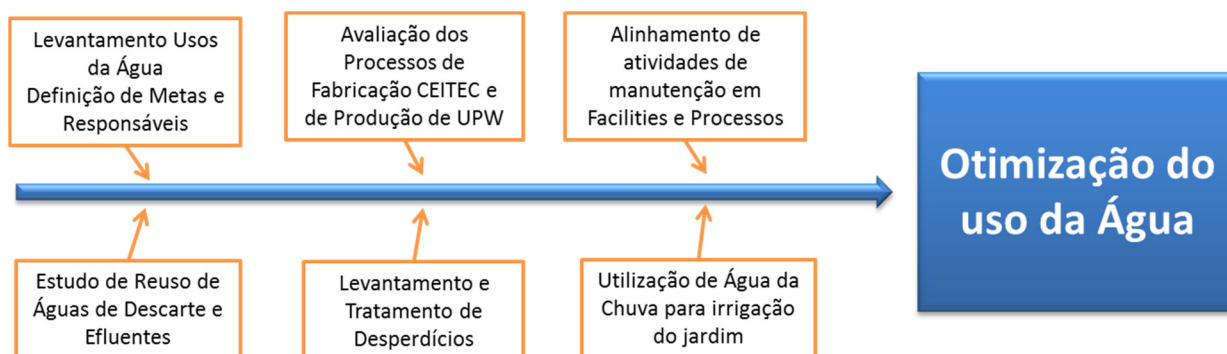 Levantamento Usos
da Água
Definição de Metas e
Responsáveis
Avaliação dos
Processos de
Fabricação CEITEC e
de Produção de UPW
Alinhamento de
atividades de
manutenção em
Facilities e Processos
Otimização do
uso da Água
Estudo de Reuso de
Águas de Descarte e
Efluentes
Levantamento e
Tratamento de
Desperdícios
Utilização de Água da
Chuva para irrigação
do jardim